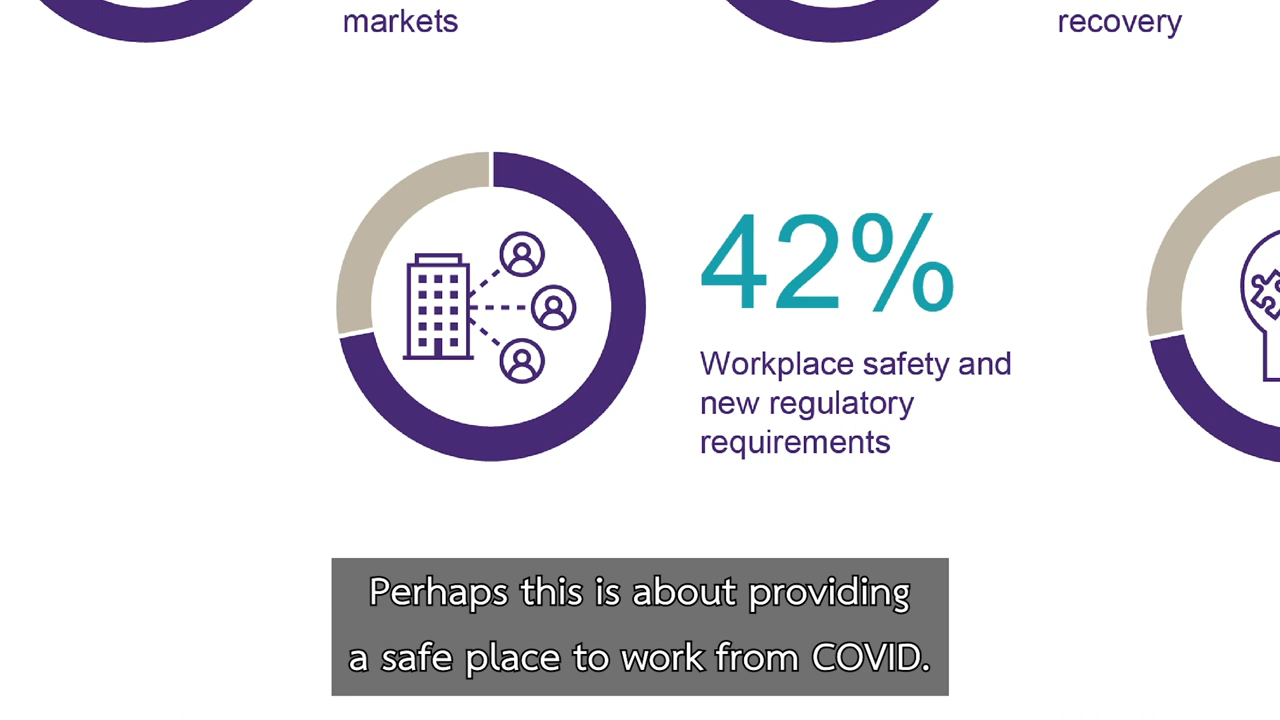 markets
recovery
42%
Workplace safety and
new regulatory
requirements
Perhaps this is about providing
a safe place to work from COVID.